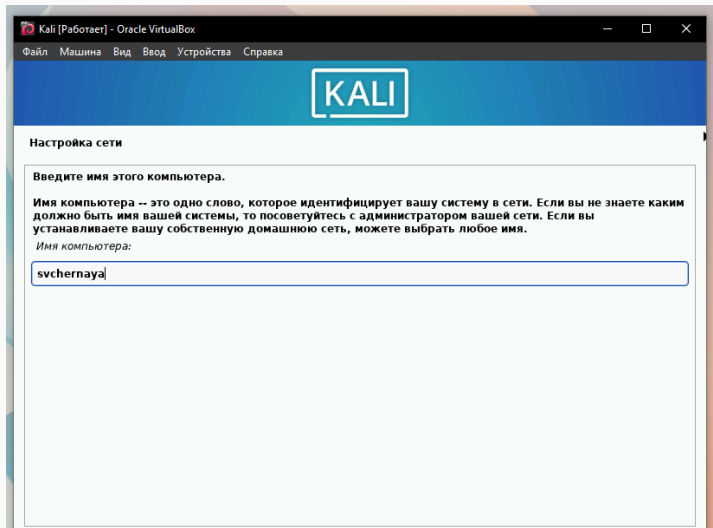 Kali [Работает] - Oracle VirtualBox
Файл Машина Вид Ввод Устройства Справка
KALI
Настройка сети
Введите имя этого компьютера.
Имя компьютера -- это одно слово, которое идентифицирует вашу систему в сети. Если вы не знаете каким
должно быть имя вашей системы, то посоветуйтесь с администратором вашей сети. Если вы
устанавливаете вашу собственную домашнюю сеть, можете выбрать любое имя.
Имя компьютера:
svchernaya